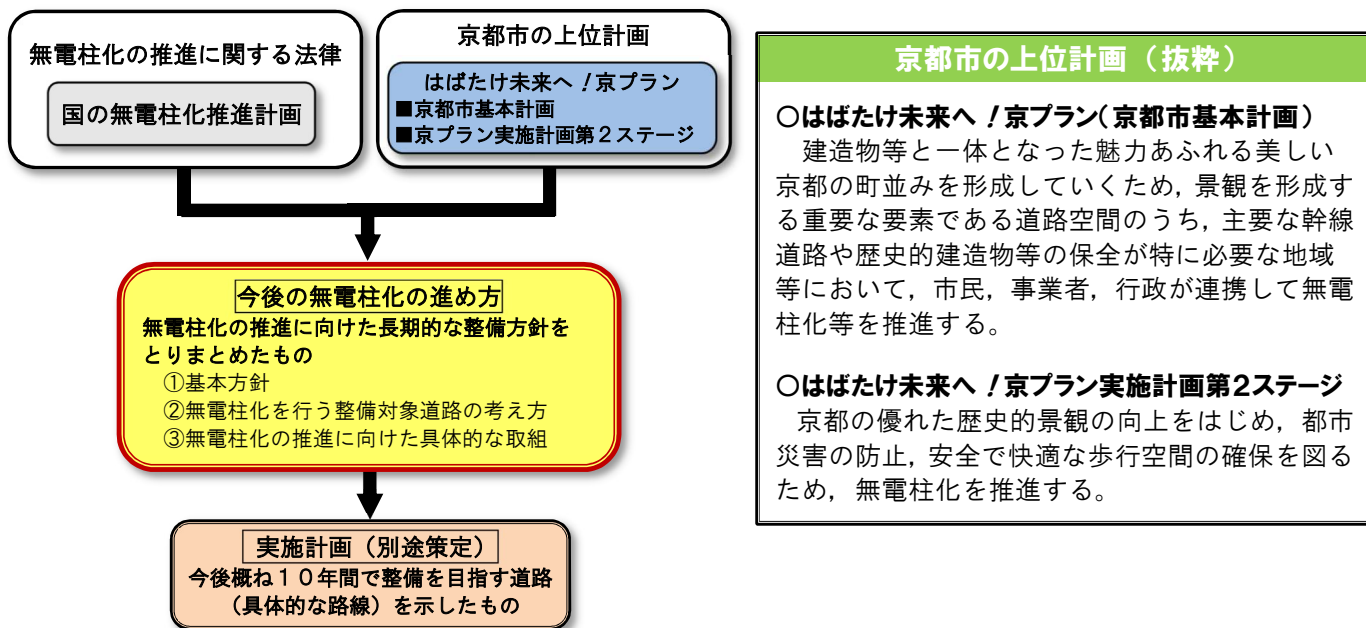 無電柱化の推進に関する法律
国の無電柱化推進計画
京都市の上位計画
はばたけ未来へ!京プラン
■京都市基本計画
■京プラン実施計画第2ステージ
今後の無電柱化の進め方
無電柱化の推進に向けた長期的な整備方針を
とりまとめたもの
①基本方針
②無電柱化を行う整備対象道路の考え方
③無電柱化の推進に向けた具体的な取組
実施計画(別途策定)
今後概ね10年間で整備を目指す道路
(具体的な路線)を示したもの
京都市の上位計画(抜粋)
○はばたけ未来へ!京プラン(京都市基本計画)
建造物等と一体となった魅力あふれる美しい
京都の町並みを形成していくため,景観を形成す
る重要な要素である道路空間のうち,主要な幹線
道路や歴史的建造物等の保全が特に必要な地域
等において,市民,事業者,行政が連携して無電
柱化等を推進する。
○はばたけ未来へ!京プラン実施計画第2ステージ
京都の優れた歴史的景観の向上をはじめ,都市
災害の防止,安全で快適な歩行空間の確保を図る
ため,無電柱化を推進する。